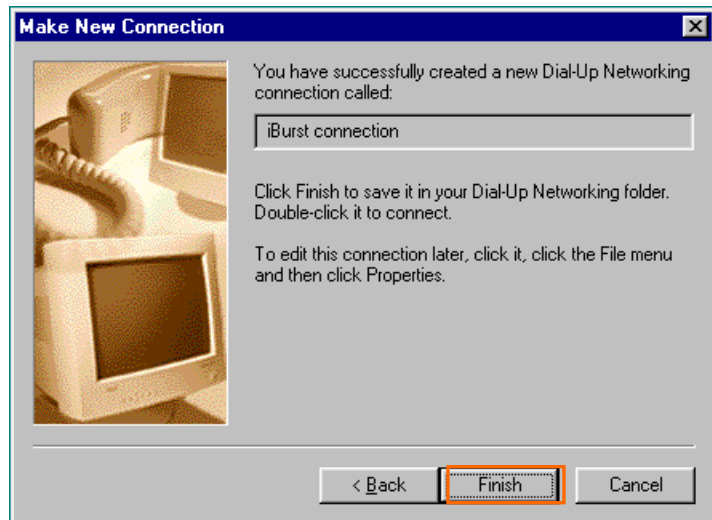 Make New Connection
You have successfully created a new Dial-Up Networking
connection called:
iBurst connection
Click Finish to save it in your Dial-Up Networking folder.
Double-click it to connect.
To edit this connection later, click it, click the File menu
and then click Properties.
< Back
Finish
Cancel